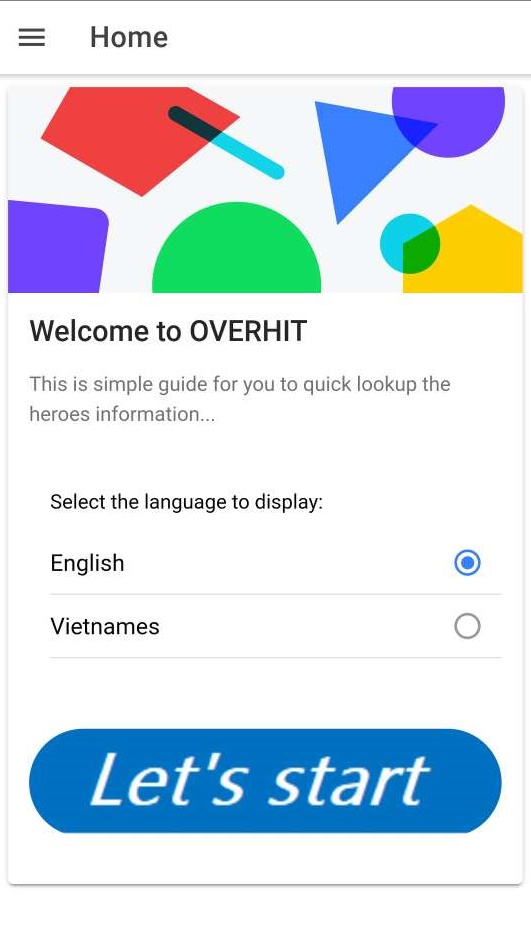 Home
Welcome to OVERHIT
This is simple guide for you to quick lookup the
heroes information...
Select the language to display:
English
Vietnames
Let's start